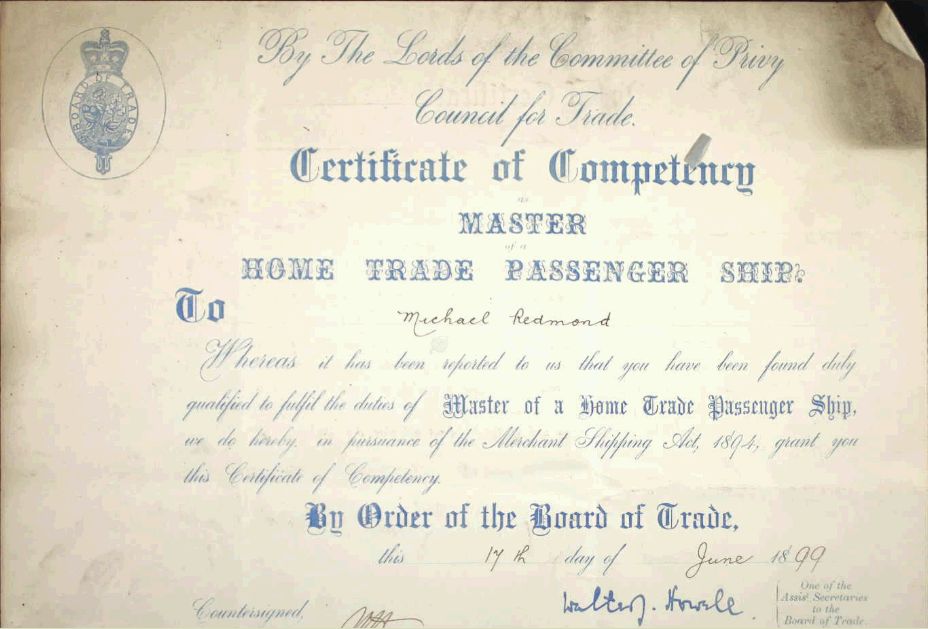 BOARD OF TRADE
By The Lords of the Committee of Privy
Council for Trade.
Certificate of Competency
as
MASTER
of a
HOME TRADE PASSENGER SHIP.
To Michael Redmond
Whereas it has been reported to us that you have been found duly
qualified to fulfil the duties of Master of a Home Trade Passenger Ship,
we do hereby, in pursuance of the Merchant Shipping Act, 1894, grant you
this Certificate of Competency.
By Order of the Board of Trade,
this 17th day of June 1899
Walter J. Howell
One of the
Assist Secretaries
to the
Board of Trade.
Countersigned,